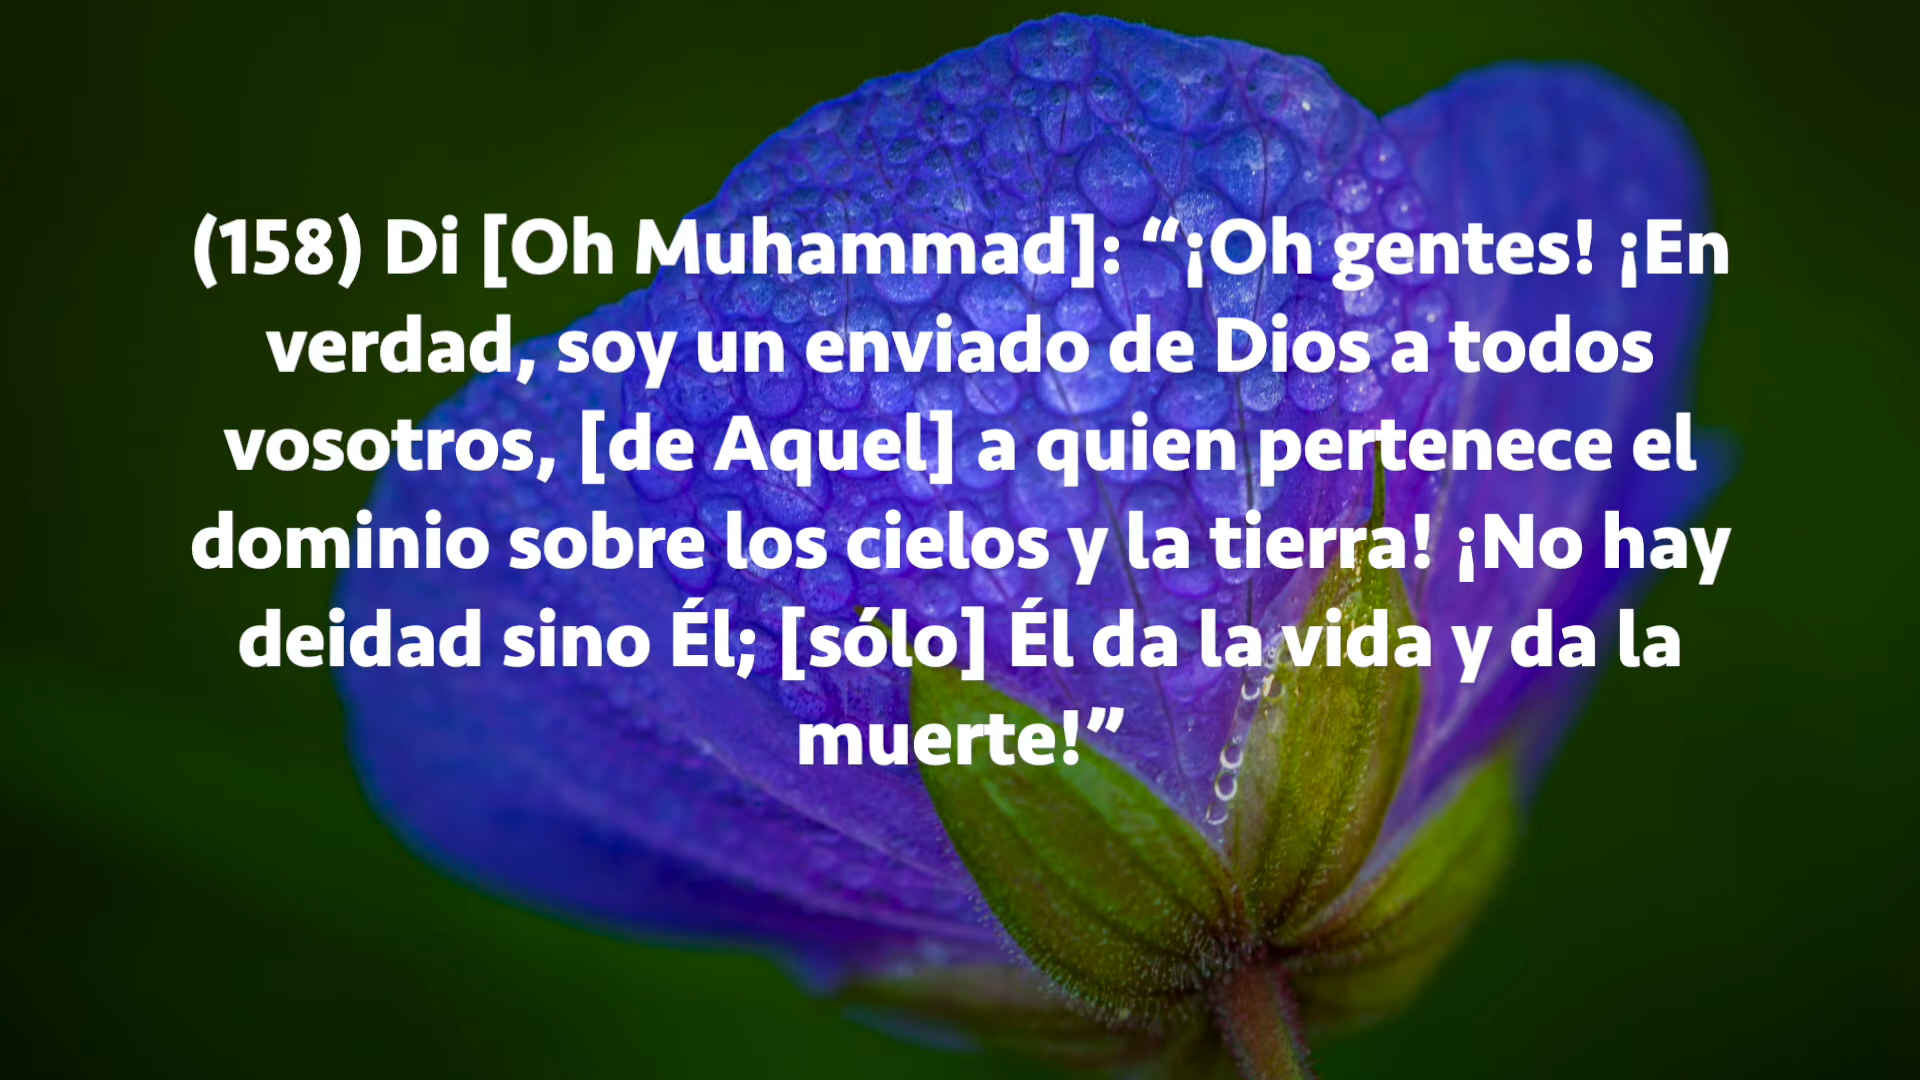 (158) Di [Oh Muhammad]: “¡Oh gentes! ¡En
verdad, soy un enviado de Dios a todos
vosotros, [de Aquel] a quien pertenece el
dominio sobre los cielos y la tierra! ¡No hay
deidad sino Él; [sólo] Él da la vida y da la
muerte!”